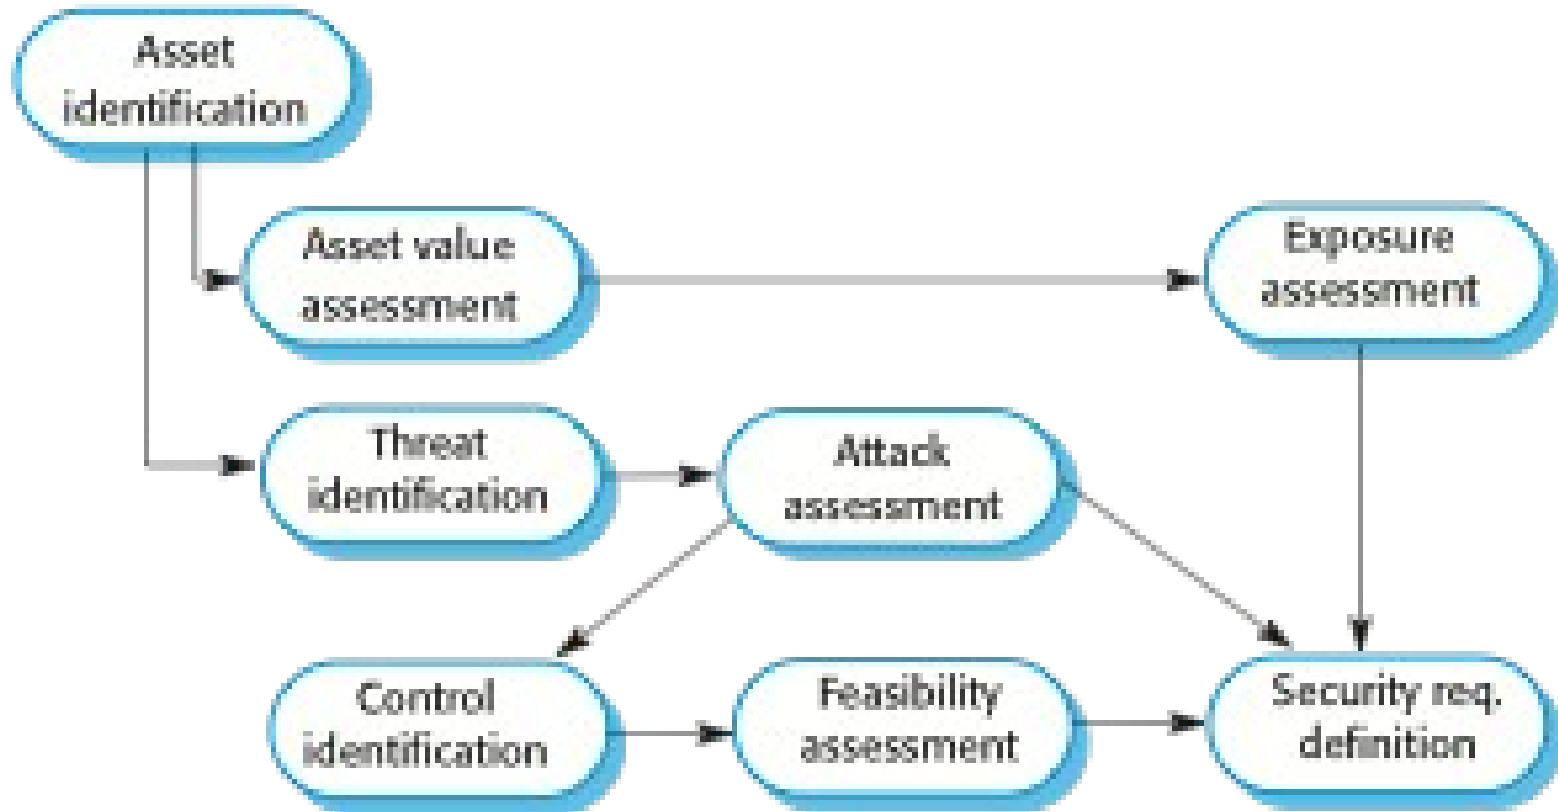 Asset
identification
Asset value
assessment
Exposure
assessment
Threat
identification
Attack
assessment
Control
identification
Feasibility
assessment
Security req.
definition